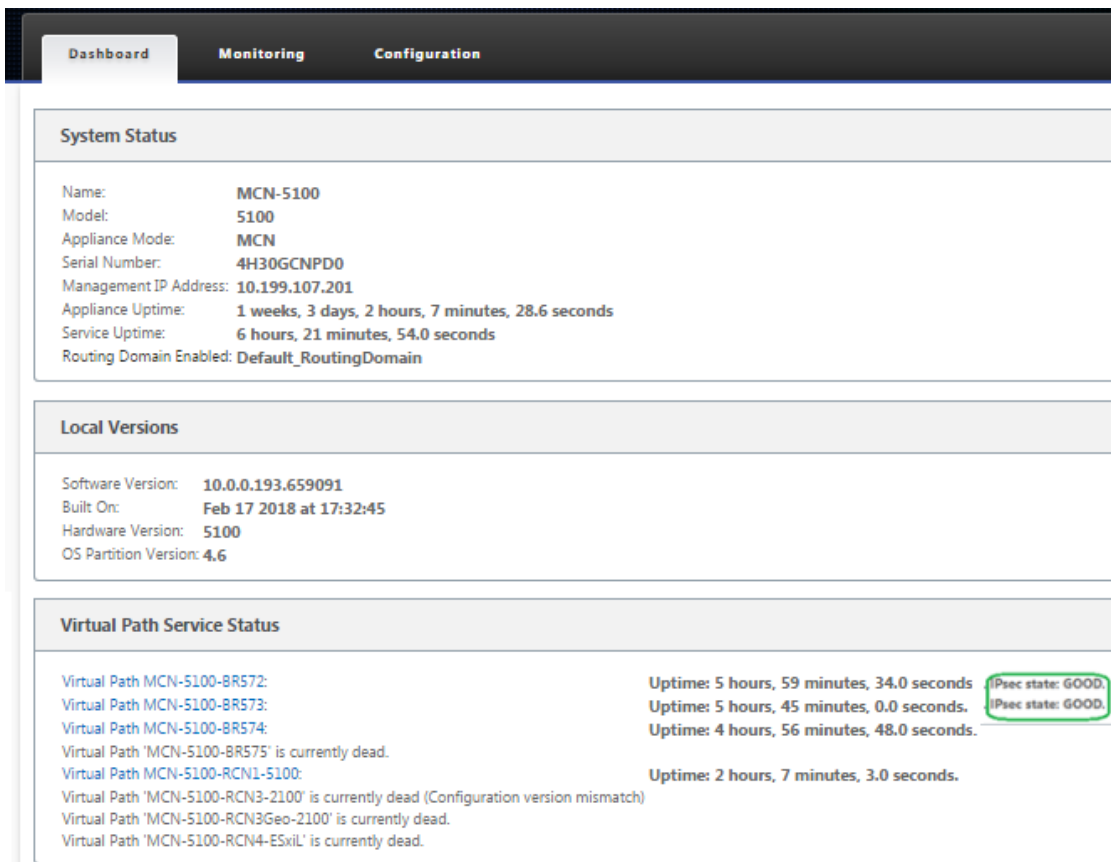 Dashboard Monitoring Configuration
System Status
Name: MCN-5100
Model: 5100
Appliance Mode: MCN
Serial Number: 4H30GCNPD0
Management IP Address: 10.199.107.201
Appliance Uptime: 1 weeks, 3 days, 2 hours, 7 minutes, 28.6 seconds
Service Uptime: 6 hours, 21 minutes, 54.0 seconds
Routing Domain Enabled: Default_RoutingDomain
Local Versions
Software Version: 10.0.0.193.659091
Built On: Feb 17 2018 at 17:32:45
Hardware Version: 5100
OS Partition Version: 4.6
Virtual Path Service Status
Virtual Path MCN-5100-BR572: Uptime: 5 hours, 59 minutes, 34.0 seconds IPsec state: GOOD.
Virtual Path MCN-5100-BR573: Uptime: 5 hours, 45 minutes, 0.0 seconds. IPsec state: GOOD.
Virtual Path MCN-5100-BR574: Uptime: 4 hours, 56 minutes, 48.0 seconds.
Virtual Path 'MCN-5100-BR575' is currently dead.
Virtual Path MCN-5100-RCN1-5100: Uptime: 2 hours, 7 minutes, 3.0 seconds.
Virtual Path 'MCN-5100-RCN3-2100' is currently dead (Configuration version mismatch)
Virtual Path 'MCN-5100-RCN3Geo-2100' is currently dead.
Virtual Path 'MCN-5100-RCN4-ESxiL' is currently dead.